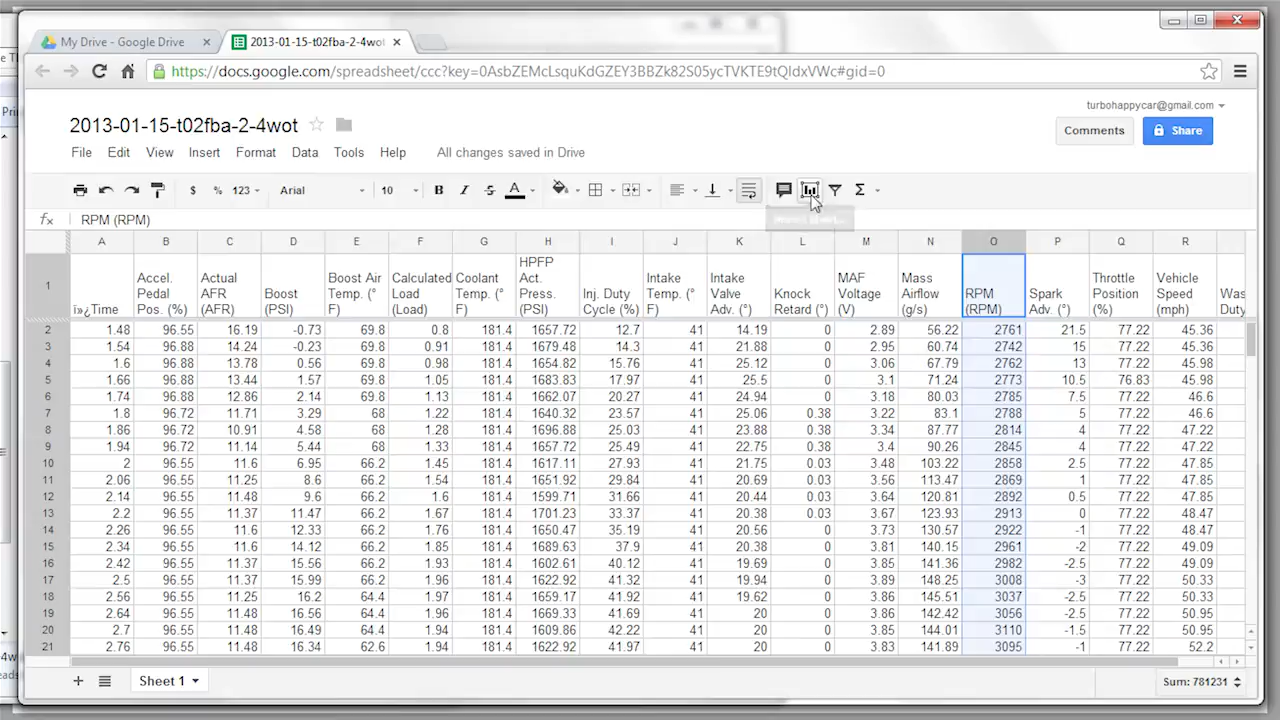 My Drive - Google Drive
2013-01-15-t02fba-2-4wot
https://docs.google.com/spreadsheet/ccc?key=0AsbZEMcLsquKdGZEY3BBZk82S05ycTVKTE9tQldxVWc#gid=0
turbohappycar@gmail.com
2013-01-15-t02fba-2-4wot
Comments
Share
File Edit View Insert Format Data Tools Help All changes saved in Drive
$ % 123 Arial 10 B I S A Σ
fx RPM (RPM)
A B C D E F G H I J K L M N O P Q R
1 ï»¿Time Accel. Pedal Pos. (%) Actual AFR (AFR) Boost (PSI) Boost Air Temp. (° F) Calculated Load (Load) Coolant Temp. (° F) HPFP Act. Press. (PSI) Inj. Duty Cycle (%) Intake Temp. (° F) Intake Valve Adv. (°) Knock Retard (°) MAF Voltage (V) Mass Airflow (g/s) RPM (RPM) Spark Adv. (°) Throttle Position (%) Vehicle Speed (mph) Was Duty
2 1.48 96.55 16.19 -0.73 69.8 0.8 181.4 1657.72 12.7 41 14.19 0 2.89 56.22 2761 21.5 77.22 45.36
3 1.54 96.88 14.24 -0.23 69.8 0.91 181.4 1679.48 14.3 41 21.88 0 2.95 60.74 2742 15 77.22 45.36
4 1.6 96.88 13.78 0.56 69.8 0.98 181.4 1654.82 15.76 41 25.12 0 3.06 67.79 2762 13 77.22 45.98
5 1.66 96.88 13.44 1.57 69.8 1.05 181.4 1683.83 17.97 41 25.5 0 3.1 71.24 2773 10.5 76.83 45.98
6 1.74 96.88 12.86 2.14 69.8 1.13 181.4 1662.07 20.27 41 24.94 0 3.18 80.03 2785 7.5 77.22 46.6
7 1.8 96.72 11.71 3.29 68 1.22 181.4 1640.32 23.57 41 25.06 0.38 3.22 83.1 2788 5 77.22 46.6
8 1.86 96.72 10.91 4.58 68 1.28 181.4 1696.88 25.03 41 23.88 0.38 3.34 87.77 2814 4 77.22 47.22
9 1.94 96.72 11.14 5.44 68 1.33 181.4 1657.72 25.49 41 22.75 0.38 3.4 90.26 2845 4 77.22 47.22
10 2 96.55 11.6 6.95 66.2 1.45 181.4 1617.11 27.93 41 21.75 0.03 3.48 103.22 2858 2.5 77.22 47.85
11 2.06 96.55 11.25 8.6 66.2 1.54 181.4 1651.92 29.84 41 20.69 0.03 3.56 113.47 2869 1 77.22 47.85
12 2.14 96.55 11.48 9.6 66.2 1.6 181.4 1599.71 31.66 41 20.44 0.03 3.64 120.81 2892 0.5 77.22 47.85
13 2.2 96.55 11.37 11.47 66.2 1.67 181.4 1701.23 33.37 41 20.38 0.03 3.67 123.93 2913 0 77.22 48.47
14 2.26 96.55 11.6 12.33 66.2 1.76 181.4 1650.47 35.19 41 20.56 0 3.73 130.57 2922 -1 77.22 48.47
15 2.34 96.55 11.6 14.12 66.2 1.85 181.4 1689.63 37.9 41 20.38 0 3.81 140.15 2961 -2 77.22 49.09
16 2.42 96.55 11.37 15.56 66.2 1.93 181.4 1602.61 40.12 41 19.69 0 3.85 141.36 2982 -2.5 77.22 49.09
17 2.5 96.55 11.37 15.99 66.2 1.96 181.4 1622.92 41.32 41 19.94 0 3.89 148.25 3008 -3 77.22 50.33
18 2.56 96.55 11.25 16.2 64.4 1.97 181.4 1659.17 41.92 41 19.62 0 3.86 145.51 3037 -2.5 77.22 50.33
19 2.64 96.55 11.48 16.56 64.4 1.96 181.4 1669.33 41.69 41 20 0 3.86 142.42 3056 -2.5 77.22 50.95
20 2.7 96.55 11.48 16.49 64.4 1.94 181.4 1609.86 42.22 41 20 0 3.85 144.01 3110 -1.5 77.22 50.95
21 2.76 96.55 11.48 16.34 62.6 1.94 181.4 1622.92 41.97 41 20 0 3.83 141.89 3095 -1 77.22 52.2
Sheet 1
Sum: 781231